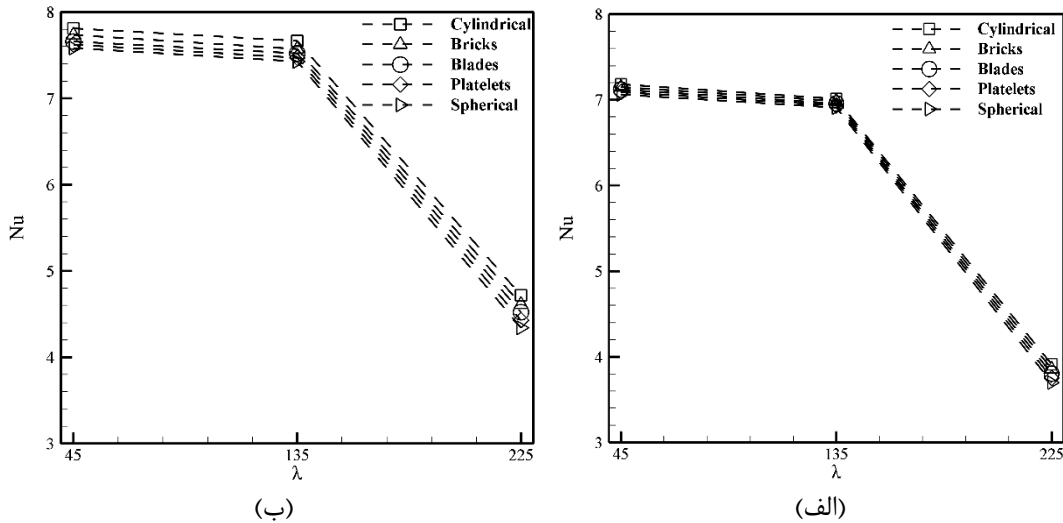 8
7
6
5
4
3
Nu
45
135
225
λ
Cylindrical
Bricks
Blades
Platelets
Spherical
(ب)
8
7
6
5
4
3
Nu
45
135
225
λ
Cylindrical
Bricks
Blades
Platelets
Spherical
(الف)